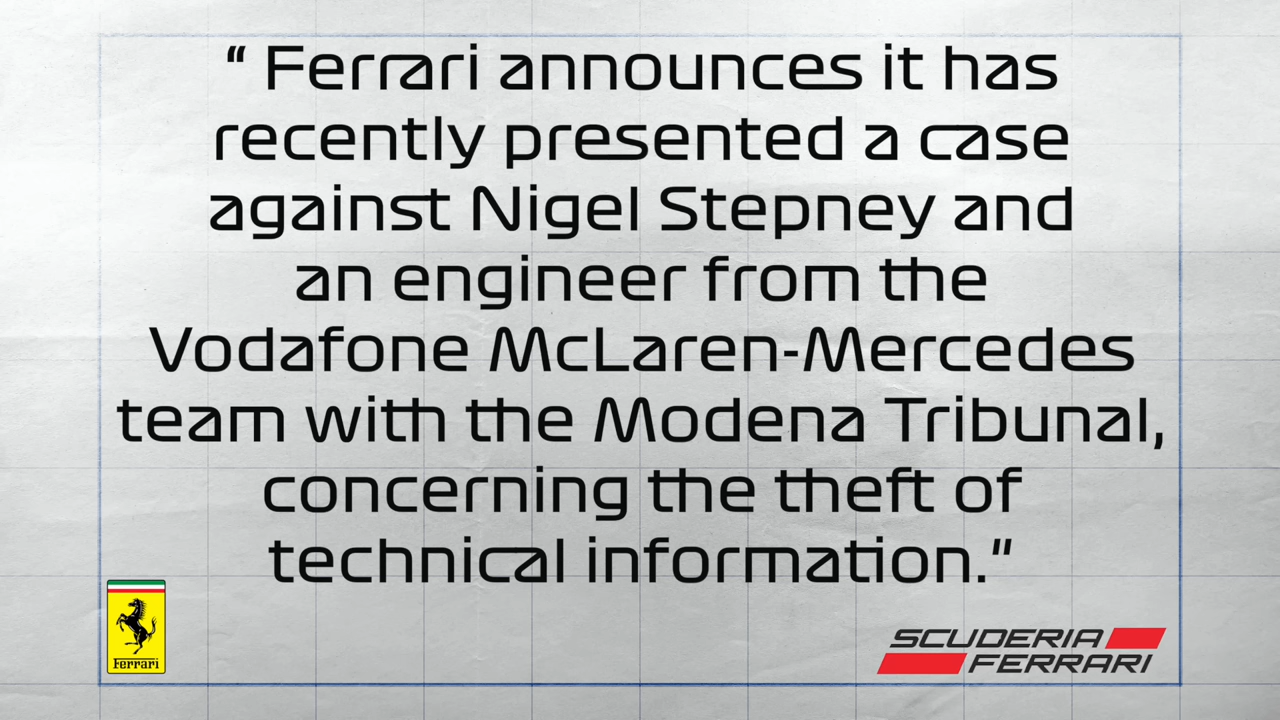 “ Ferrari announces it has
recently presented a case
against Nigel Stepney and
an engineer from the
Vodafone McLaren-Mercedes
team with the Modena Tribunal,
concerning the theft of
technical information.”
Ferrari
SCUDERIA
FERRARI